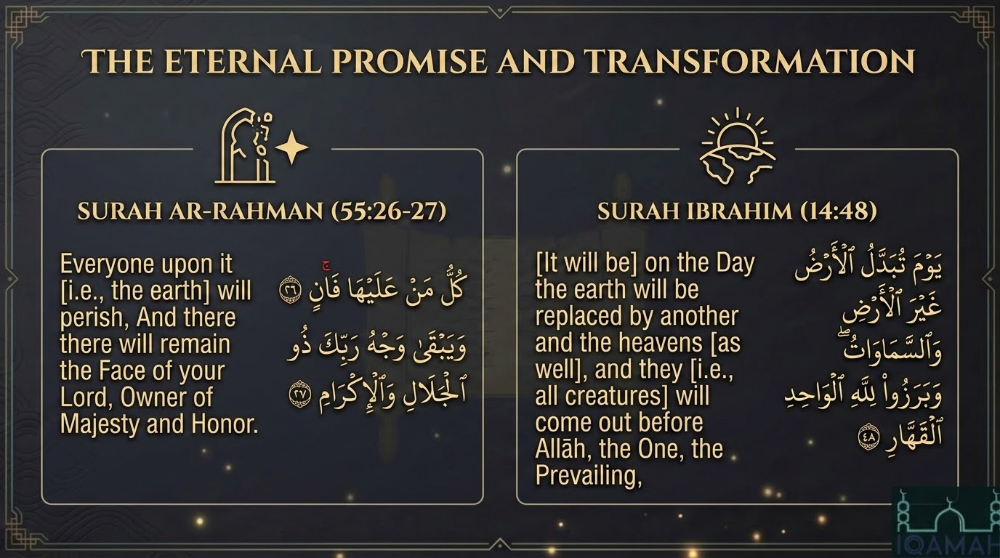 THE ETERNAL PROMISE AND TRANSFORMATION
SURAH AR-RAHMAN (55:26-27)
Everyone upon it
[i.e., the earth] will
perish, And there
there will remain
the Face of your
Lord, Owner of
Majesty and Honor.
كُلُّ مَنْ عَلَيْهَا فَانٍ ۚ ٢٦
وَيَبْقَىٰ وَجْهُ رَبِّكَ ذُو
ٱلْجَلَالِ وَٱلْإِكْرَامِ ٢٧
SURAH IBRAHIM (14:48)
[It will be] on the Day
the earth will be
replaced by another
and the heavens [as
well], and they [i.e.,
all creatures] will
come out before
Allāh, the One, the
Prevailing,
يَوْمَ تُبَدَّلُ ٱلْأَرْضُ
غَيْرَ ٱلْأَرْضِ
وَٱلسَّمَاوَاتُ ۖ
وَبَرَزُوا۟ لِلَّهِ ٱلْوَاحِدِ
ٱلْقَهَّارِ ٤٨
IQAMAH